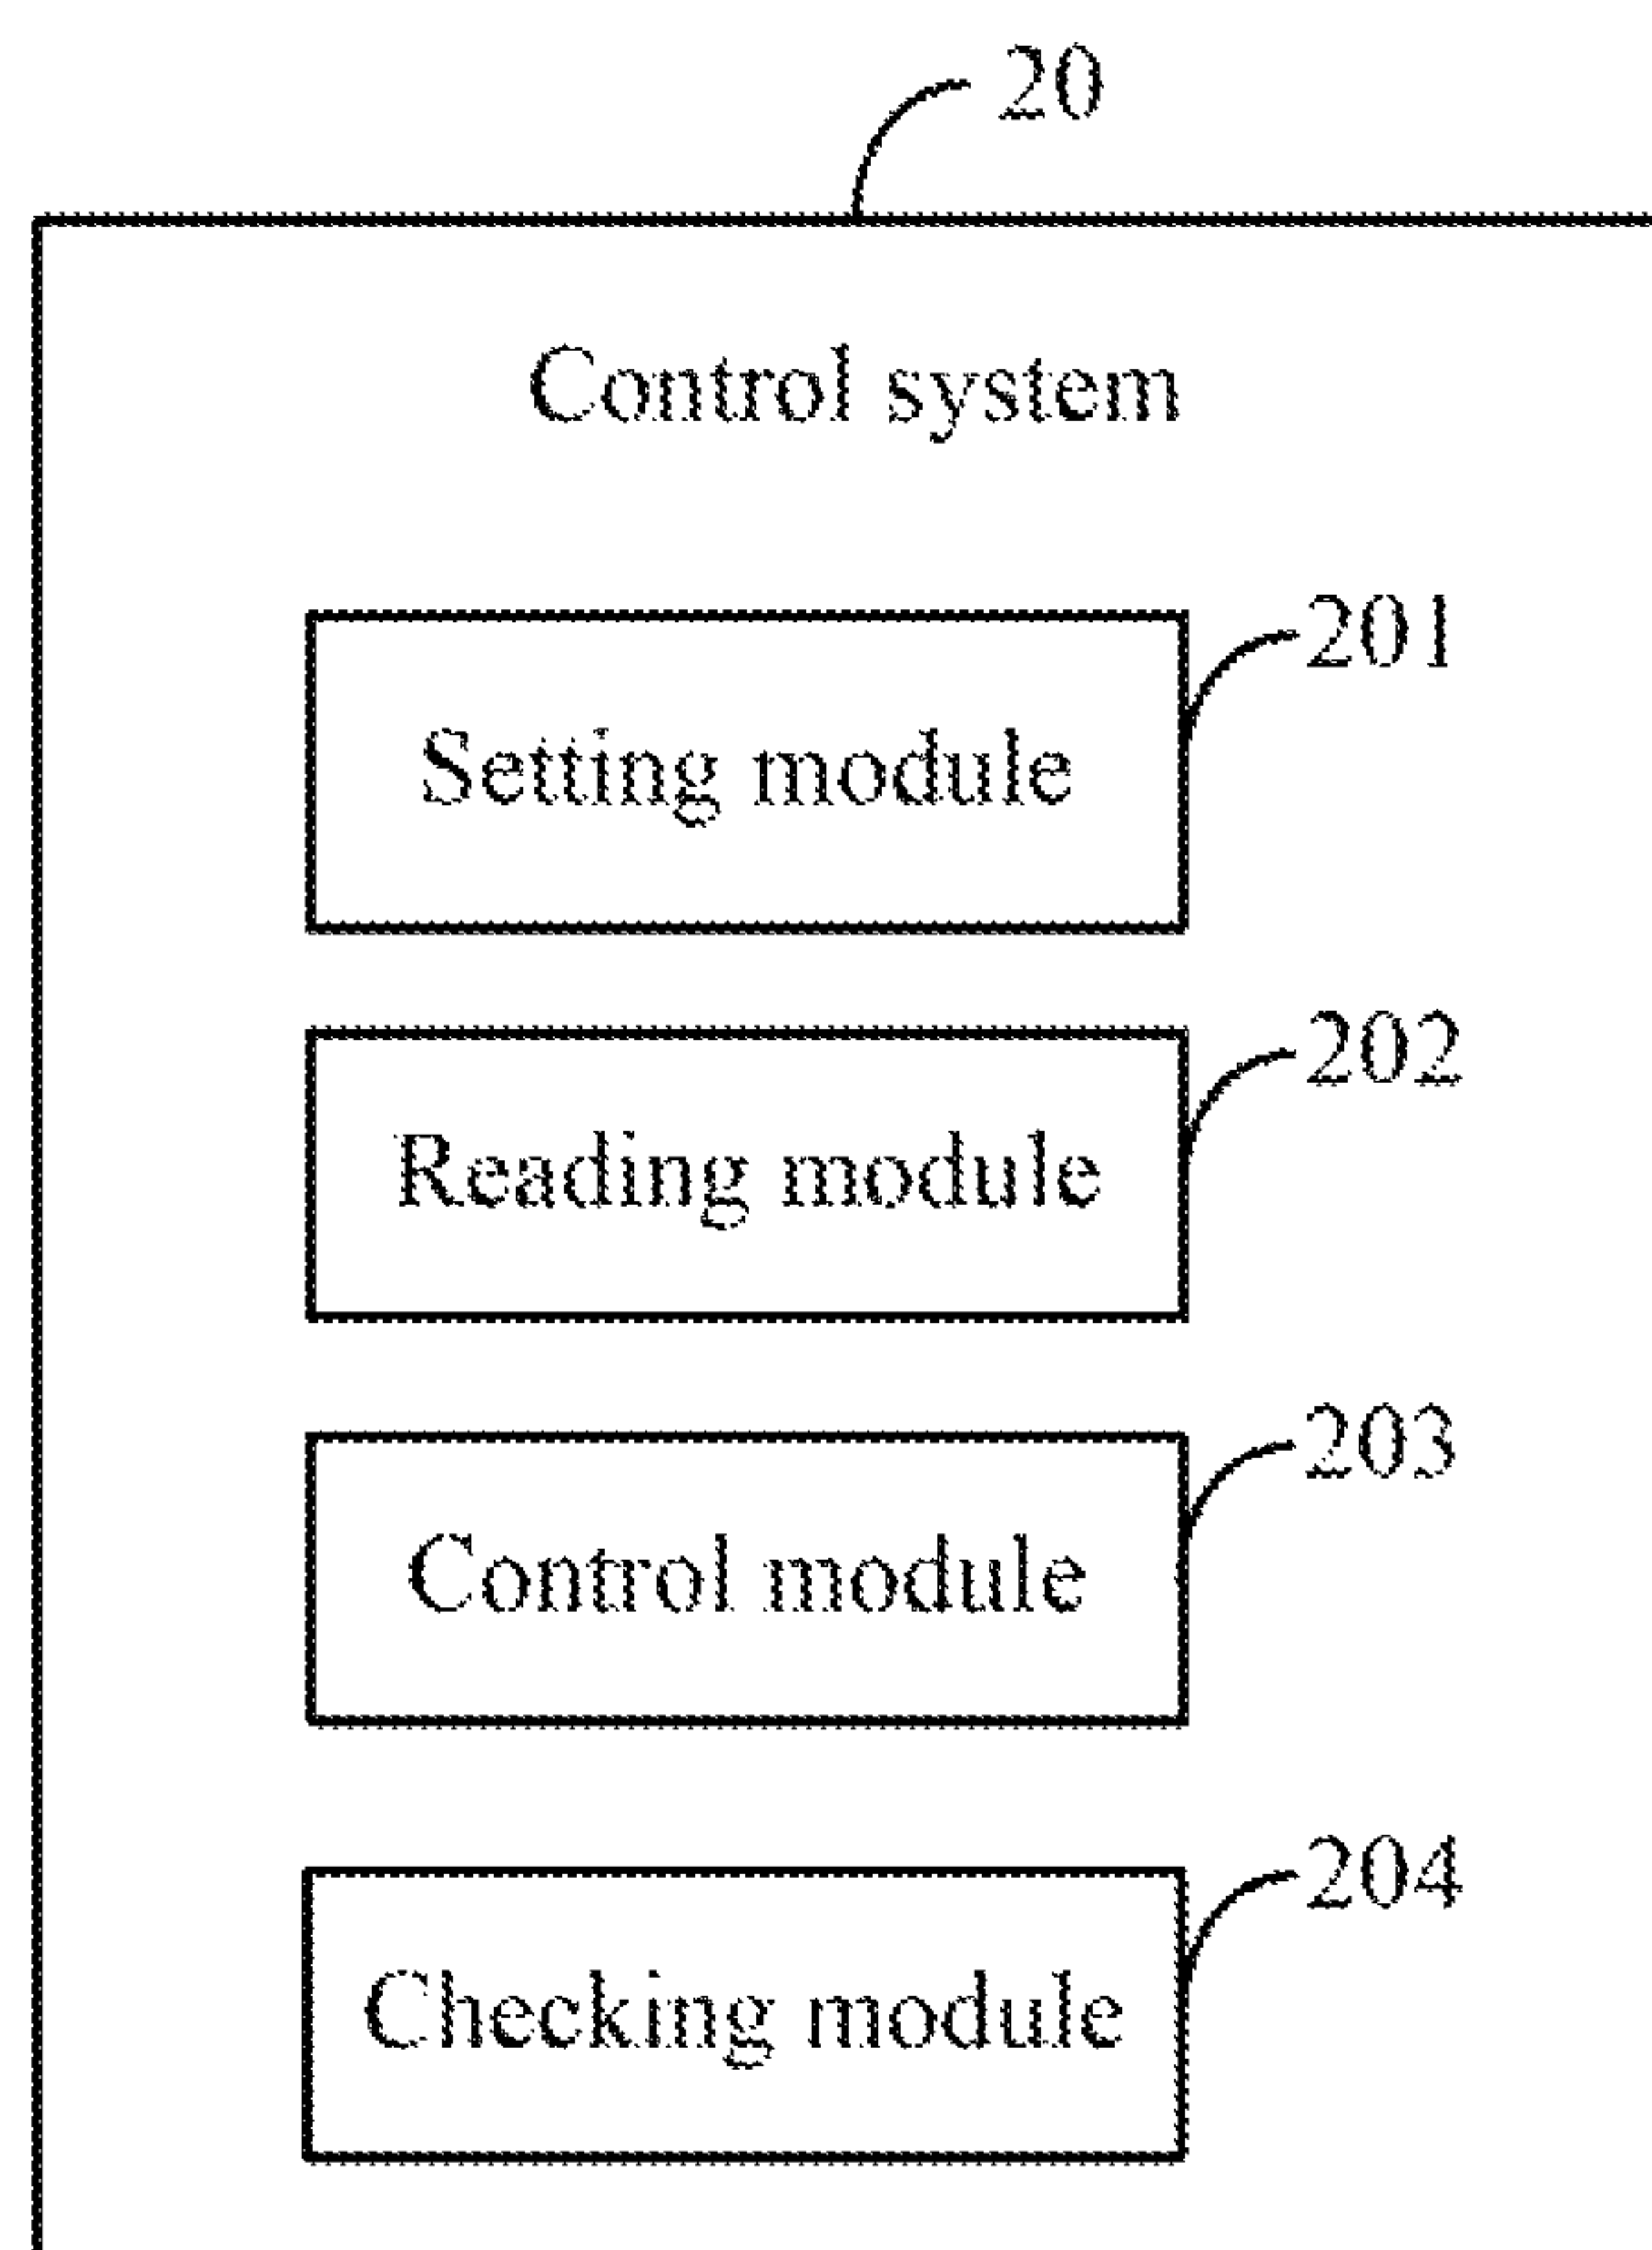 20
Control system
201
Setting module
202
Reading module
203
Control module
204
Checking module